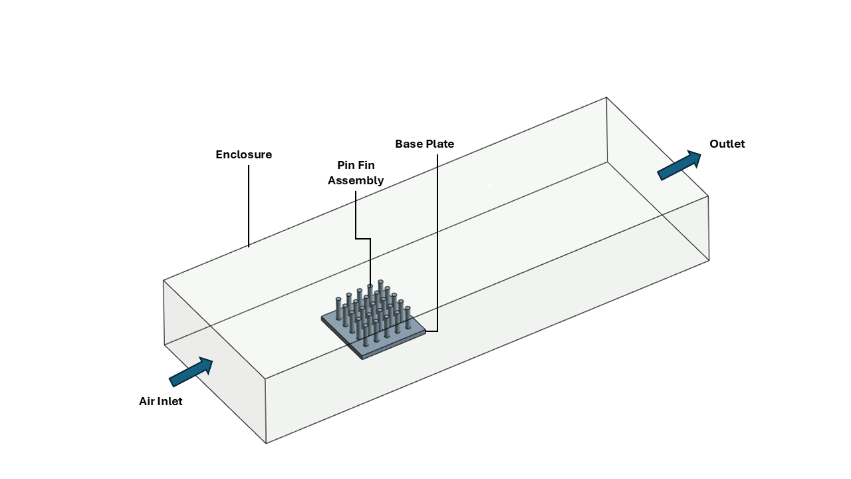 Base Plate
Outlet
Enclosure
Pin Fin
Assembly
Air Inlet